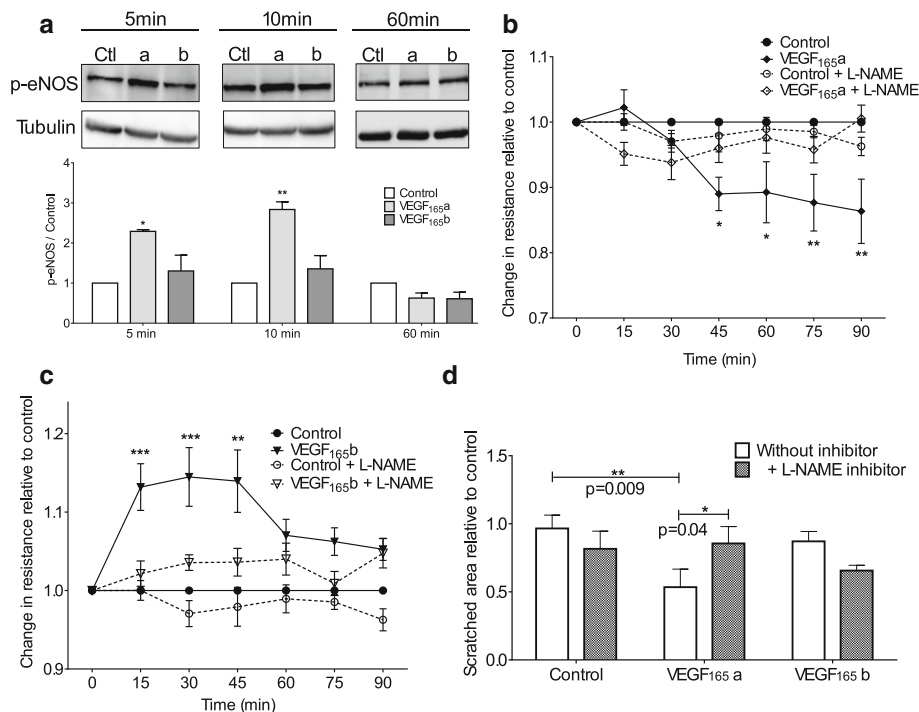 a
5min 10min 60min
Ctl a b Ctl a b Ctl a b
p-eNOS
Tubulin
p-eNOS / Control
4
3
2
1
0
*
**
Control
VEGF165a
VEGF165b
5 min 10 min 60 min
b
Control
VEGF165a
Control + L-NAME
VEGF165a + L-NAME
Change in resistance relative to control
1.1
1.0
0.9
0.8
0.7
* * ** **
0 15 30 45 60 75 90
Time (min)
c
Control
VEGF165b
Control + L-NAME
VEGF165b + L-NAME
Change in resistance relative to control
1.2
1.1
1.0
0.9
*** *** **
0 15 30 45 60 75 90
Time (min)
d
Without inhibitor
+ L-NAME inhibitor
Scratched area relative to control
1.5
1.0
0.5
0.0
**
p=0.009
*
p=0.04
Control VEGF165 a VEGF165 b